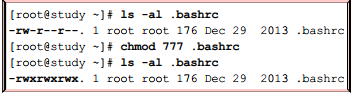 [root@study ~]# ls -al .bashrc
-rw-r--r--. 1 root root 176 Dec 29  2013 .bashrc
[root@study ~]# chmod 777 .bashrc
[root@study ~]# ls -al .bashrc
-rwxrwxrwx. 1 root root 176 Dec 29  2013 .bashrc